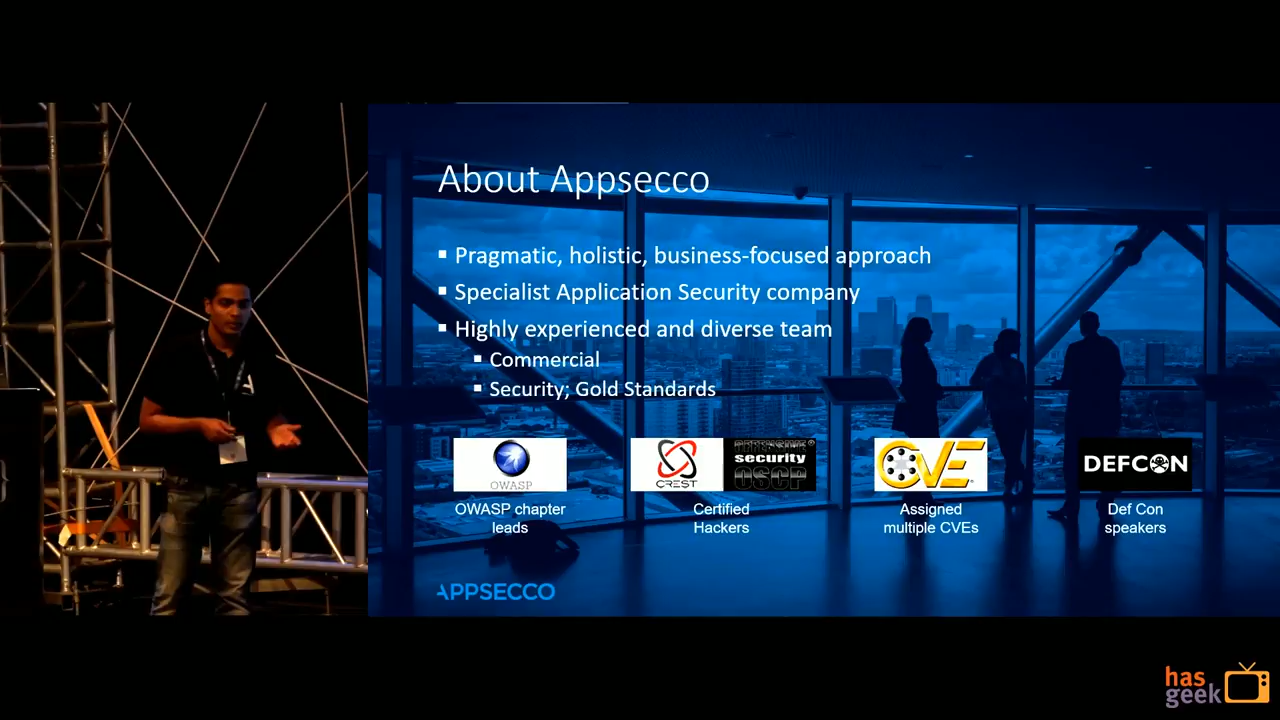 About Appsecco
Pragmatic, holistic, business-focused approach
Specialist Application Security company
Highly experienced and diverse team
Commercial
Security; Gold Standards
OWASP
CREST
OFFENSIVE®
security
OSCP
CVE
DEFCON
OWASP chapter
leads
Certified
Hackers
Assigned
multiple CVEs
Def Con
speakers
APPSECCO
has
geek